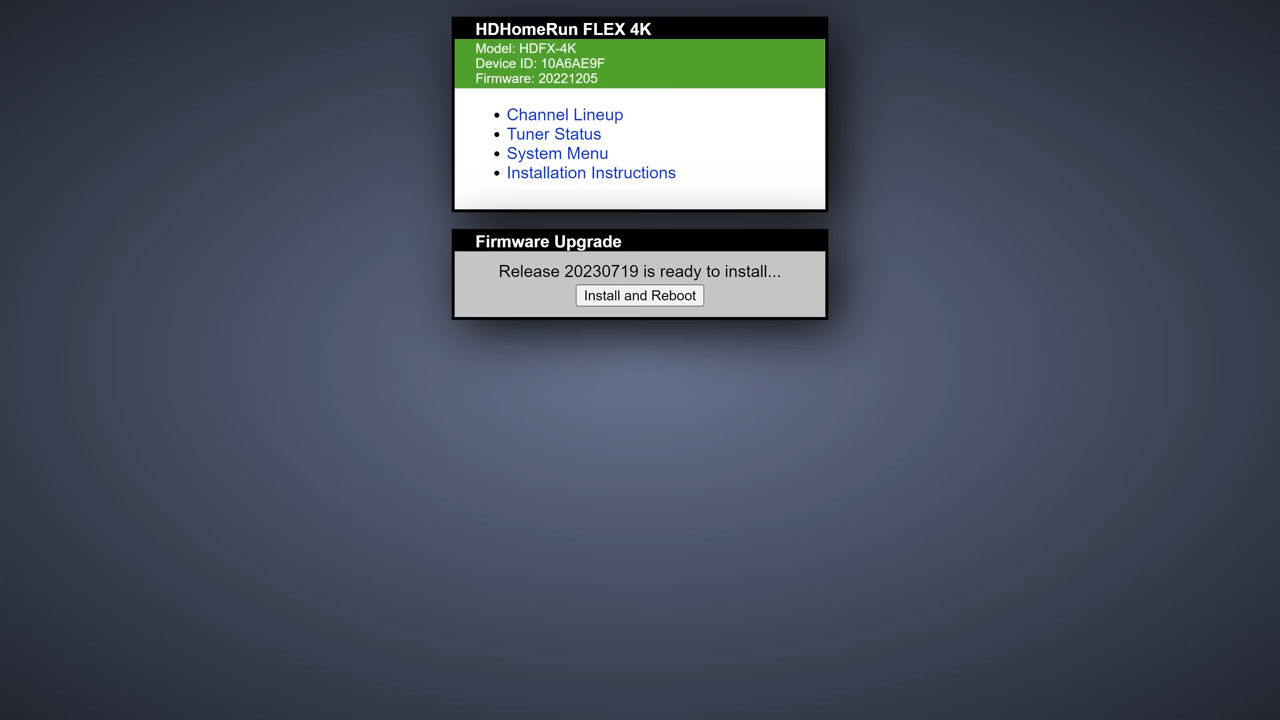 HDHomeRun FLEX 4K
Model: HDFX-4K
Device ID: 10A6AE9F
Firmware: 20221205
Channel Lineup
Tuner Status
System Menu
Installation Instructions
Firmware Upgrade
Release 20230719 is ready to install...
Install and Reboot